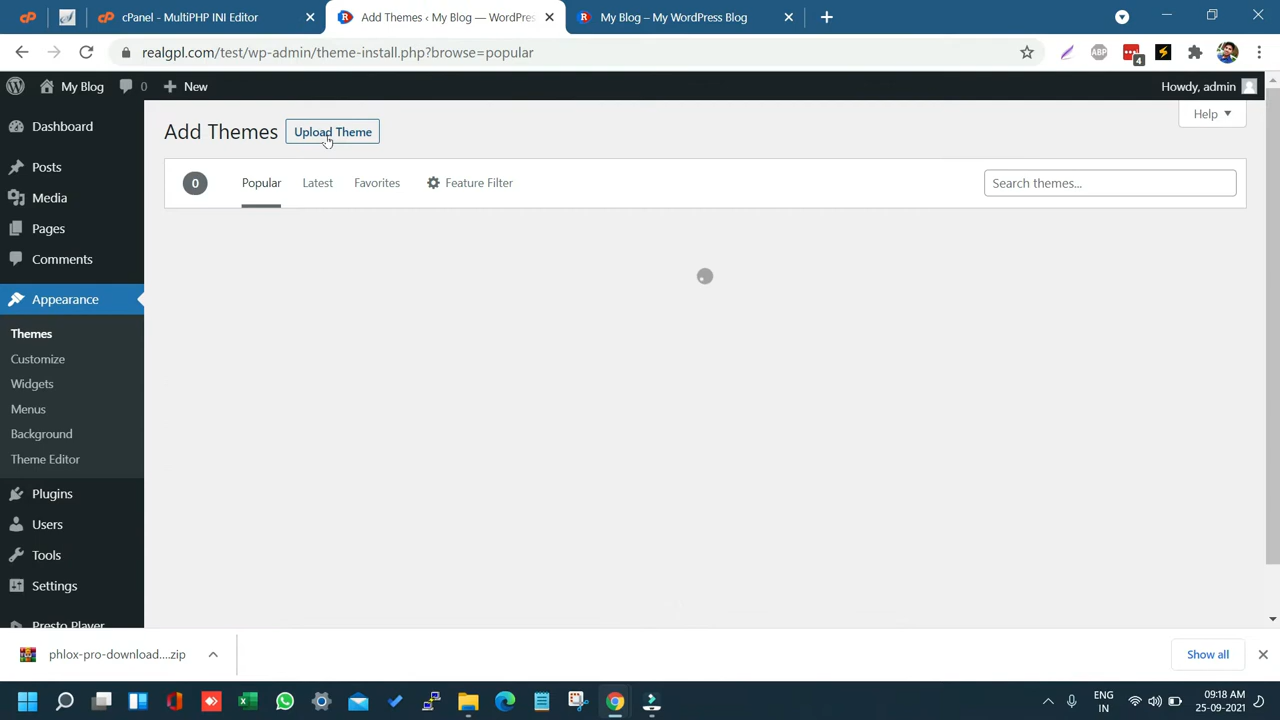 cPanel - MultiPHP INI Editor
Add Themes ‹ My Blog — WordPres
My Blog – My WordPress Blog
realgpl.com/test/wp-admin/theme-install.php?browse=popular
ABP
4
My Blog
0
New
Howdy, admin
Dashboard
Posts
Media
Pages
Comments
Appearance
Themes
Customize
Widgets
Menus
Background
Theme Editor
Plugins
Users
Tools
Settings
Presto Player
Add Themes
Upload Theme
Help
0
Popular
Latest
Favorites
Feature Filter
Search themes...
phlox-pro-download....zip
Show all
ENG
IN
09:18 AM
25-09-2021